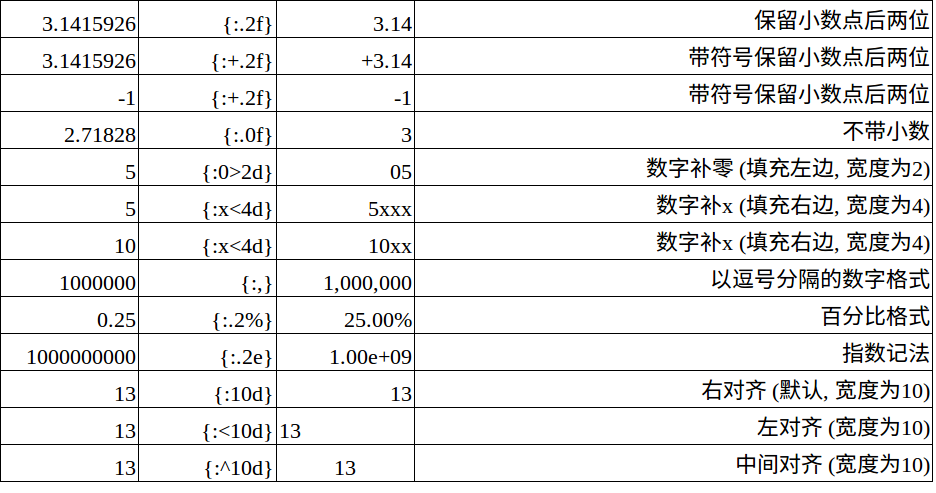 3.1415926 {:.2f} 3.14 保留小数点后两位
3.1415926 {:+.2f} +3.14 带符号保留小数点后两位
-1 {:+.2f} -1 带符号保留小数点后两位
2.71828 {:.0f} 3 不带小数
5 {:0>2d} 05 数字补零 (填充左边, 宽度为2)
5 {:x<4d} 5xxx 数字补x (填充右边, 宽度为4)
10 {:x<4d} 10xx 数字补x (填充右边, 宽度为4)
1000000 {:,} 1,000,000 以逗号分隔的数字格式
0.25 {:.2%} 25.00% 百分比格式
1000000000 {:.2e} 1.00e+09 指数记法
13 {:10d} 13 右对齐 (默认, 宽度为10)
13 {:<10d} 13 左对齐 (宽度为10)
13 {:^10d} 13 中间对齐 (宽度为10)